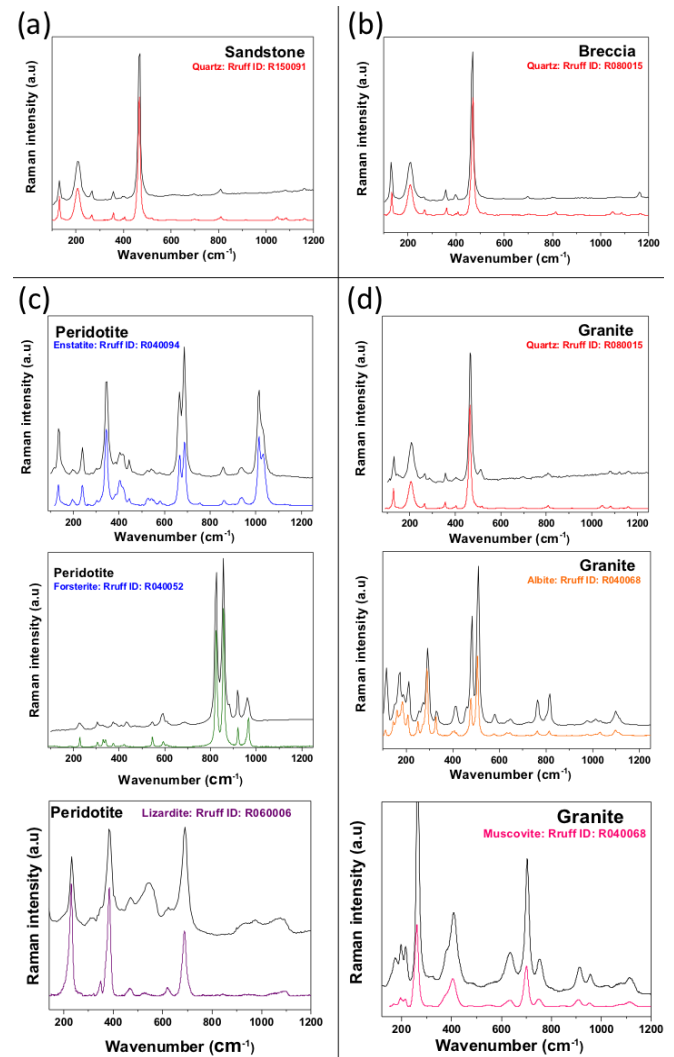 (a)
Sandstone
Quartz: Rruff ID: R150091
Raman intensity (a.u)
200 400 600 800 1000 1200
Wavenumber (cm-1)
(b)
Breccia
Quartz: Rruff ID: R080015
Raman intensity (a.u)
200 400 600 800 1000 1200
Wavenumber (cm-1)
(c)
Peridotite
Enstatite: Rruff ID: R040094
Raman intensity (a.u)
200 400 600 800 1000 1200
Wavenumber (cm-1)
Peridotite
Forsterite: Rruff ID: R040052
Raman intensity (a.u)
200 400 600 800 1000 1200
Wavenumber (cm-1)
Peridotite
Lizardite: Rruff ID: R060006
Raman intensity (a.u)
200 400 600 800 1000 1200
Wavenumber (cm-1)
(d)
Granite
Quartz: Rruff ID: R080015
Raman intensity (a.u)
200 400 600 800 1000 1200
Wavenumber (cm-1)
Granite
Albite: Rruff ID: R040068
Raman intensity (a.u)
200 400 600 800 1000 1200
Wavenumber (cm-1)
Granite
Muscovite: Rruff ID: R040068
Raman intensity (a.u)
200 400 600 800 1000 1200
Wavenumber (cm-1)